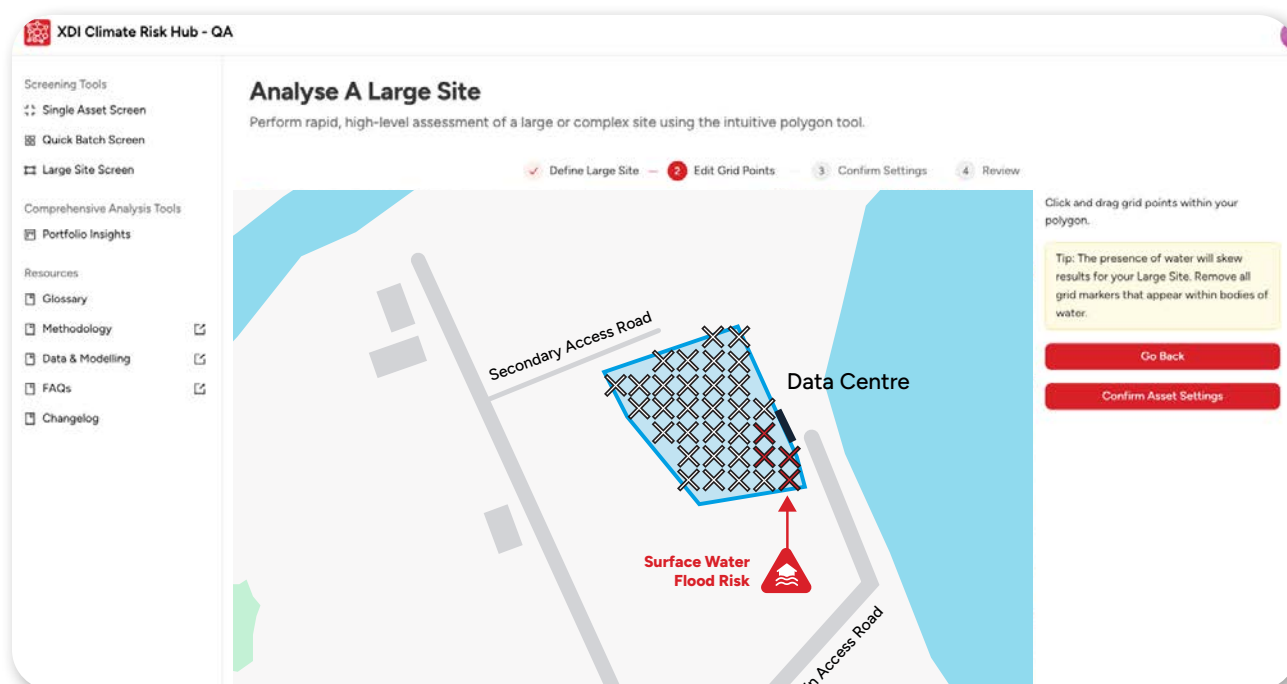 XDI Climate Risk Hub - QA
Screening Tools
Single Asset Screen
Quick Batch Screen
Large Site Screen
Comprehensive Analysis Tools
Portfolio Insights
Resources
Glossary
Methodology
Data & Modelling
FAQs
Changelog
Analyse A Large Site
Perform rapid, high-level assessment of a large or complex site using the intuitive polygon tool.
Define Large Site
2 Edit Grid Points
3 Confirm Settings
4 Review
Secondary Access Road
Data Centre
Surface Water
Flood Risk
Access Road
Click and drag grid points within your
polygon.
Tip: The presence of water will skew
results for your Large Site. Remove all
grid markers that appear within bodies of
water.
Go Back
Confirm Asset Settings